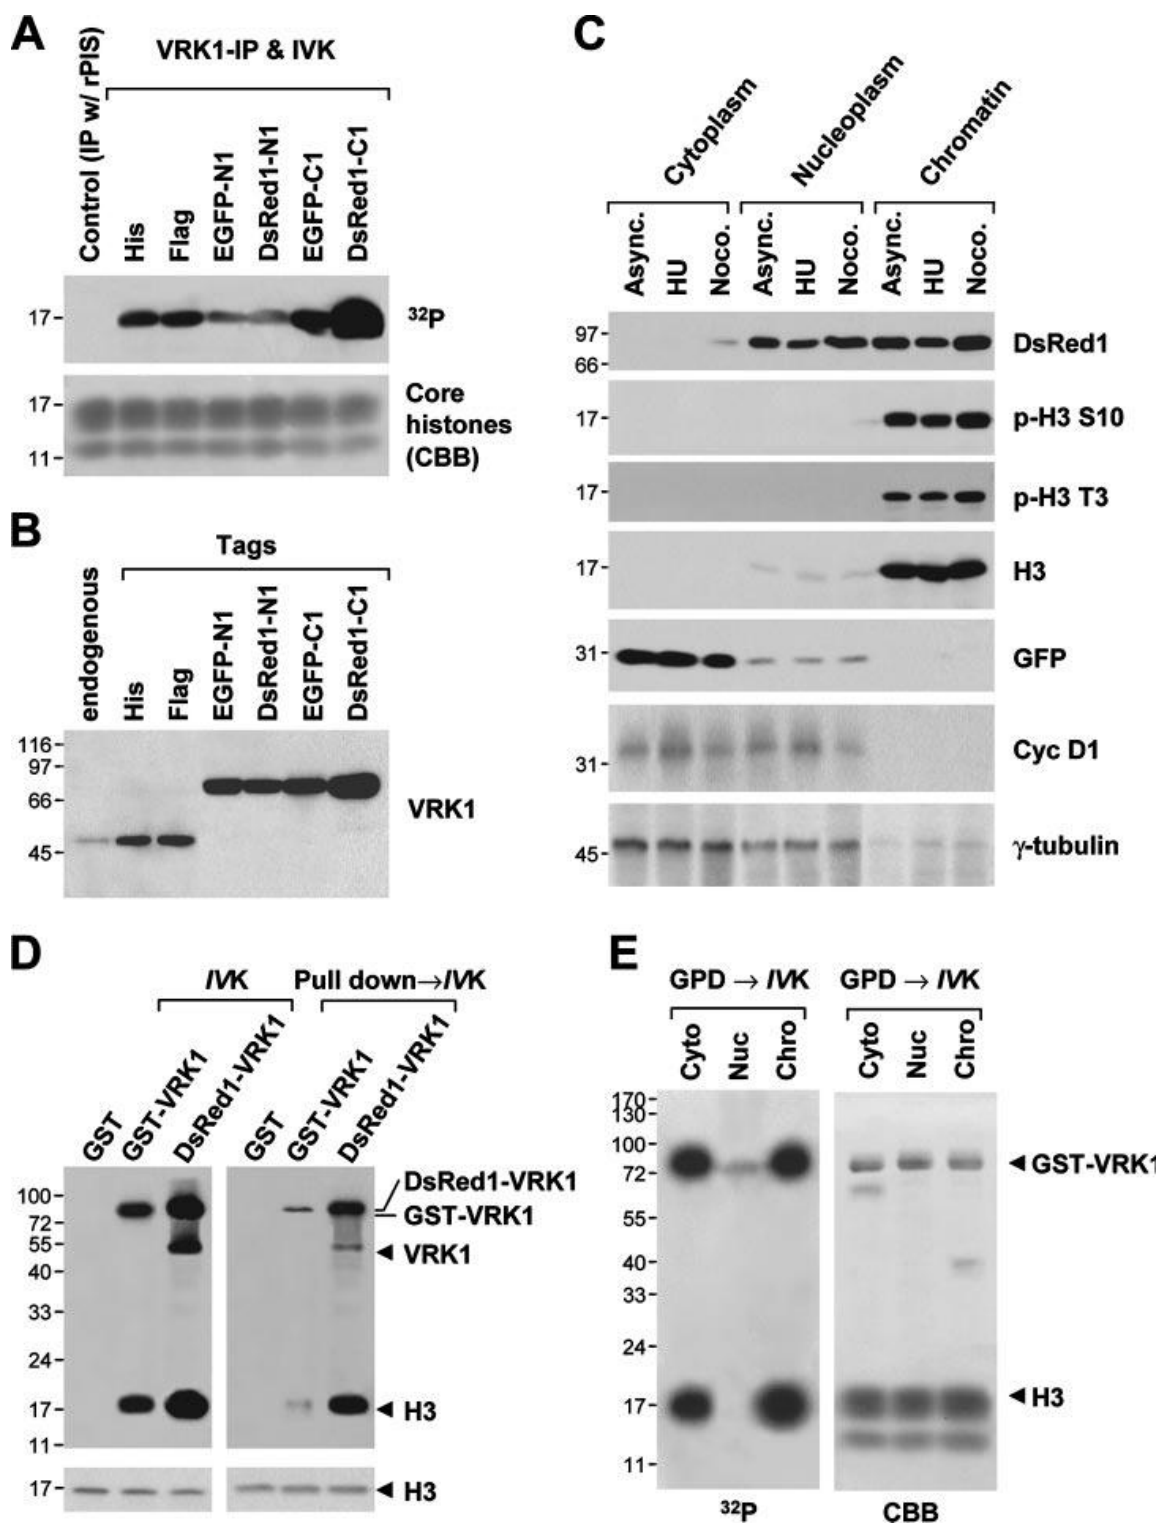 A
VRK1-IP & IVK
Control (IP w/ rPIS)
His
Flag
EGFP-N1
DsRed1-N1
EGFP-C1
DsRed1-C1
17
32P
17
11
Core
histones
(CBB)
B
Tags
endogenous
His
Flag
EGFP-N1
DsRed1-N1
EGFP-C1
DsRed1-C1
116
97
66
45
VRK1
C
Cytoplasm
Nucleoplasm
Chromatin
Async.
HU
Noco.
Async.
HU
Noco.
Async.
HU
Noco.
97
66
DsRed1
17
p-H3 S10
17
p-H3 T3
17
H3
31
GFP
31
Cyc D1
45
γ-tubulin
D
IVK
Pull down→IVK
GST
GST-VRK1
DsRed1-VRK1
GST
GST-VRK1
DsRed1-VRK1
100
72
55
40
33
24
17
11
DsRed1-VRK1
GST-VRK1
VRK1
H3
17
H3
E
GPD → IVK
GPD → IVK
Cyto
Nuc
Chro
Cyto
Nuc
Chro
170
130
100
72
55
40
33
24
17
11
GST-VRK1
H3
32P
CBB